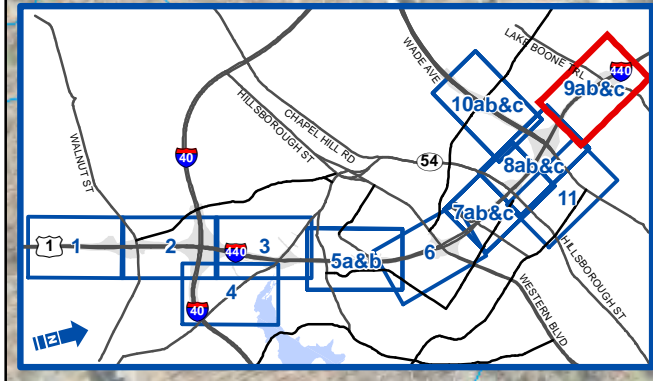 LAKE BOONE TRL
WADE AVE
440
9ab&c
10ab&c
WALNUT ST
HILLSBOROUGH ST
CHAPEL HILL RD
40
54
8ab&c
11
7ab&c
1
1
2
440
3
5a&b
6
HILLSBOROUGH ST
4
40
WESTERN BLVD
N